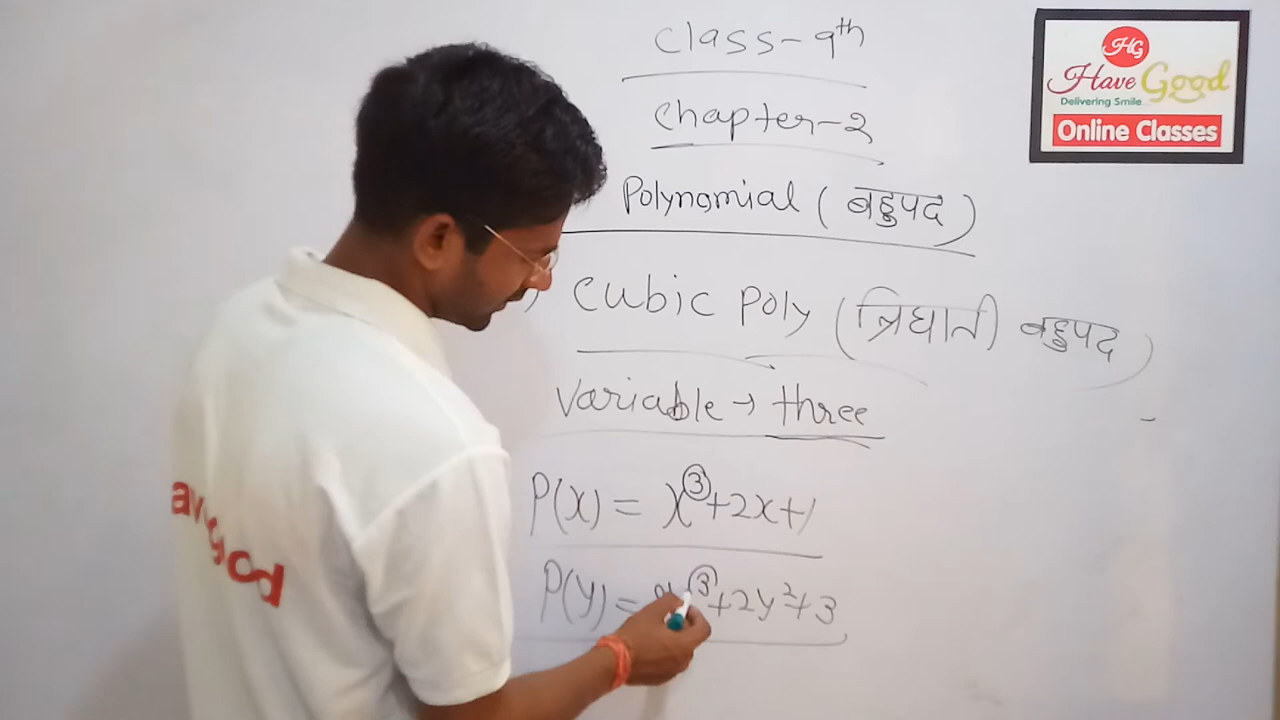 Class-9th
Chapter-2
Polynomial (बहुपद)
) Cubic Poly (त्रिघाती) बहुपद)
Variable → three
P(x) = x³+2x+1
P(y) = y³+2y²+3
HG
Have Good
Delivering Smile
Online Classes
od